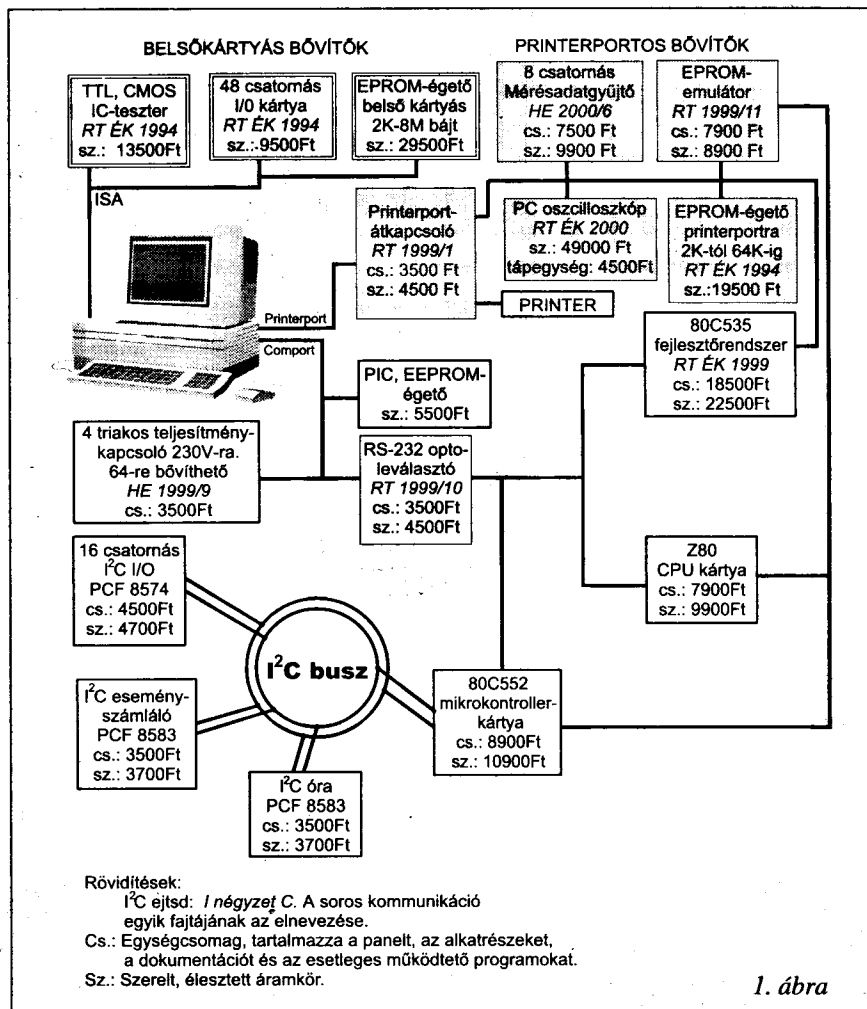 BELSŐKÁRTYÁS BŐVÍTŐK
PRINTERPORTOS BŐVÍTŐK
TTL, CMOS
IC-teszter
RT ÉK 1994
sz.: 13500Ft
48 csatornás
I/0 kártya
RT ÉK 1994
sz.: 9500Ft
EPROM-égető
belső kártyás
2K-8M bájt
sz.: 29500Ft
8 csatornás
Mérésadatgyűjtő
HE 2000/6
cs.: 7500 Ft
sz.: 9900 Ft
EPROM-
emulátor
RT 1999/11
cs.: 7900 Ft
sz.: 8900 Ft
ISA
Printerport-
átkapcsoló
RT 1999/1
cs.: 3500 Ft
sz.: 4500 Ft
PC oszcilloszkóp
RT ÉK 2000
sz.: 49000 Ft
tápegység: 4500Ft
EPROM-égető
printerportra
2K-tól 64K-ig
RT ÉK 1994
sz.:19500 Ft
PRINTER
Printerport
Comport
80C535
fejlesztőrendszer
RT ÉK 1999
cs.: 18500Ft
sz.: 22500Ft
PIC, EEPROM-
égető
sz.: 5500Ft
4 triakos teljesítmény-
kapcsoló 230V-ra.
64-re bővíthető
HE 1999/9
cs.: 3500Ft
RS-232 opto-
leválasztó
RT 1999/10
cs.: 3500Ft
sz.: 4500Ft
16 csatornás
I²C I/O
PCF 8574
cs.: 4500Ft
sz.: 4700Ft
Z80
CPU kártya
cs.: 7900Ft
sz.: 9900Ft
I²C busz
I²C esemény-
számláló
PCF 8583
cs.: 3500Ft
sz.: 3700Ft
80C552
mikrokontroller-
kártya
cs.: 8900Ft
sz.: 10900Ft
I²C óra
PCF 8583
cs.: 3500Ft
sz.: 3700Ft
Rövidítések:
I²C ejtsd: I négyzet C. A soros kommunikáció
egyik fajtájának az elnevezése.
Cs.: Egységcsomag, tartalmazza a panelt, az alkatrészeket,
a dokumentációt és az esetleges működtető programokat.
Sz.: Szerelt, élesztett áramkör.
1. ábra